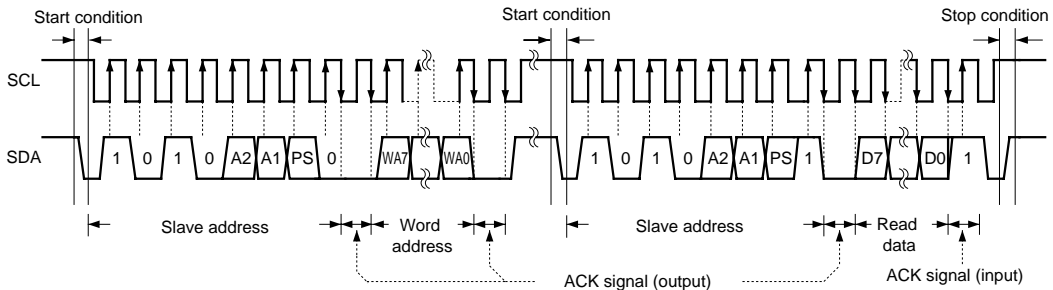 Start condition
Start condition
Stop condition
SCL
SDA
1 0 1 0 A2 A1 PS 0 WA7 WA0 1 0 1 0 A2 A1 PS 1 D7 D0 1
Slave address
Word
address
Slave address
Read
data
ACK signal (output)
ACK signal (input)